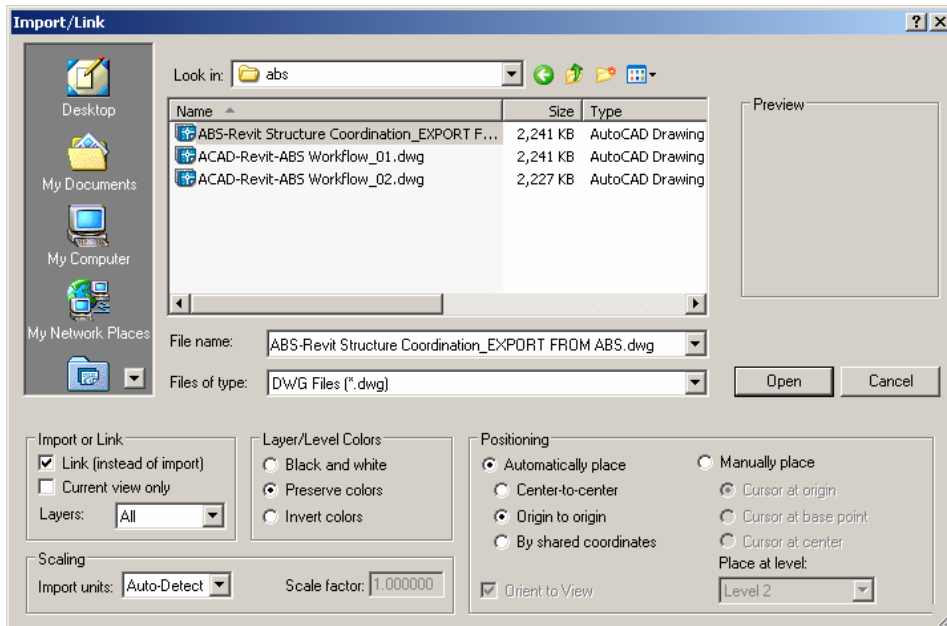 Import/Link
Look in: abs
Desktop
My Documents
My Computer
My Network Places
Name Size Type
ABS-Revit Structure Coordination_EXPORT F... 2,241 KB AutoCAD Drawing
ACAD-Revit-ABS Workflow_01.dwg 2,241 KB AutoCAD Drawing
ACAD-Revit-ABS Workflow_02.dwg 2,227 KB AutoCAD Drawing
Preview
File name: ABS-Revit Structure Coordination_EXPORT FROM ABS.dwg
Files of type: DWG Files (*.dwg)
Open Cancel
Import or Link
Link (instead of import)
Current view only
Layers: All
Layer/Level Colors
Black and white
Preserve colors
Invert colors
Positioning
Automatically place
Center-to-center
Origin to origin
By shared coordinates
Orient to View
Manually place
Cursor at origin
Cursor at base point
Cursor at center
Place at level:
Level 2
Scaling
Import units: Auto-Detect Scale factor: 1.000000